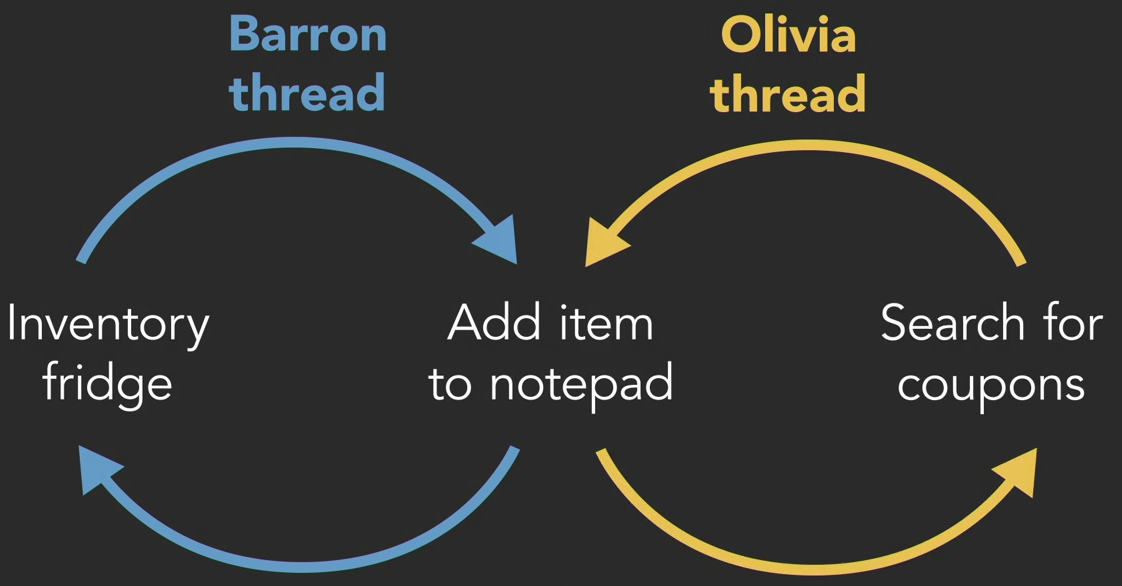 Barron
thread
Olivia
thread
Inventory
fridge
Add item
to notepad
Search for
coupons